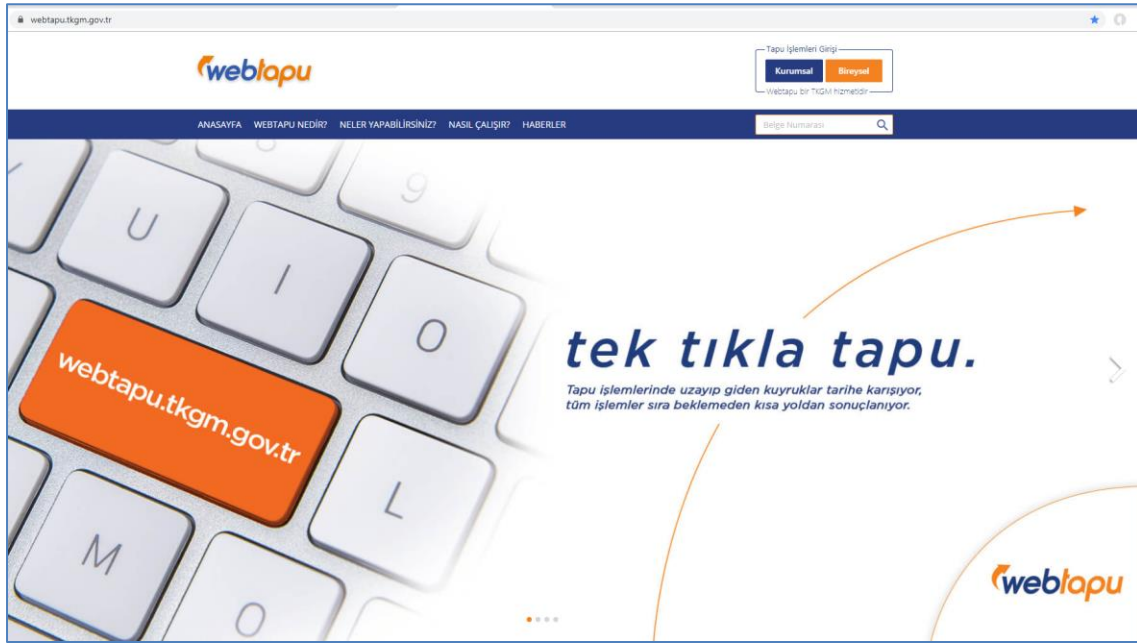 webtapu.tkgm.gov.tr
webtapu
Tapu İşlemleri Girişi
Kurumsal Bireysel
Webtapu bir TKGM hizmetidir
ANASAYFA WEBTAPU NEDİR? NELER YAPABİLİRSİNİZ? NASIL ÇALIŞIR? HABERLER
Belge Numarası
9
U
I
O
webtapu.tkgm.gov.tr
L
M
tek tıkla tapu.
Tapu işlemlerinde uzayıp giden kuyruklar tarihe karışıyor,
tüm işlemler sıra beklemeden kısa yoldan sonuçlanıyor.
webtapu